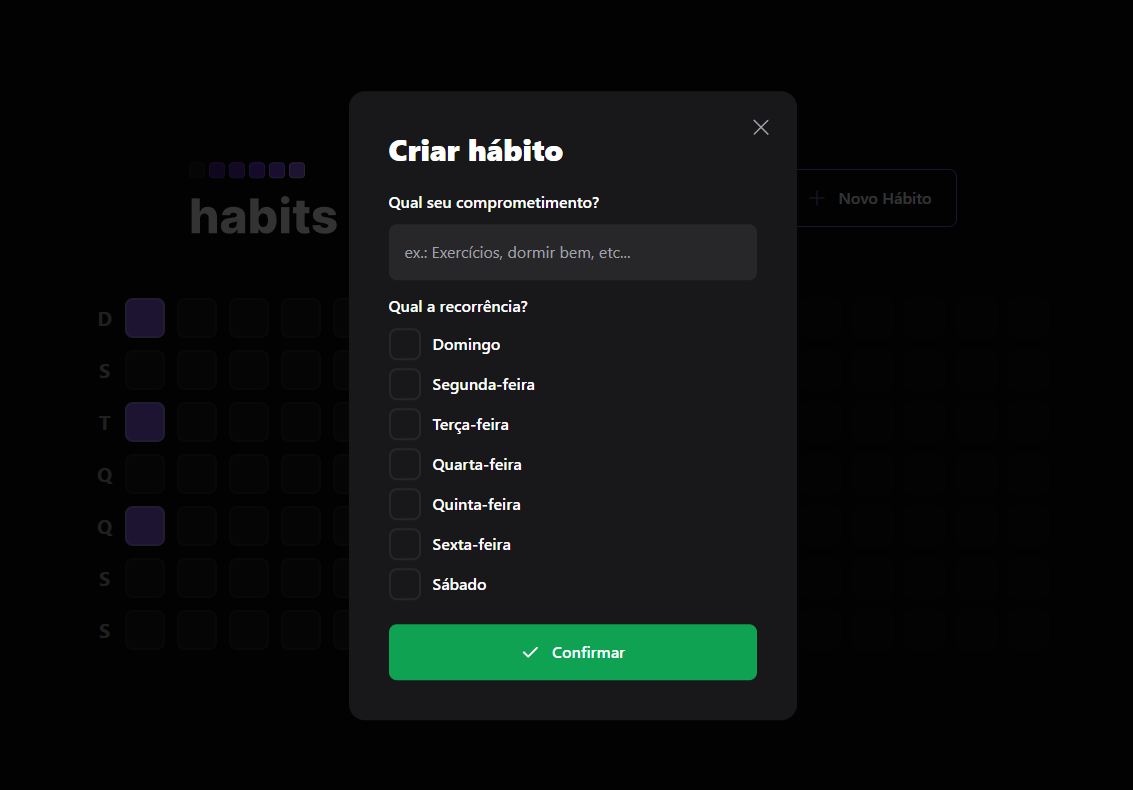 Criar hábito
habits
Novo Hábito
Qual seu comprometimento?
ex.: Exercícios, dormir bem, etc...
Qual a recorrência?
Domingo
Segunda-feira
Terça-feira
Quarta-feira
Quinta-feira
Sexta-feira
Sábado
Confirmar
D
S
T
Q
Q
S
S